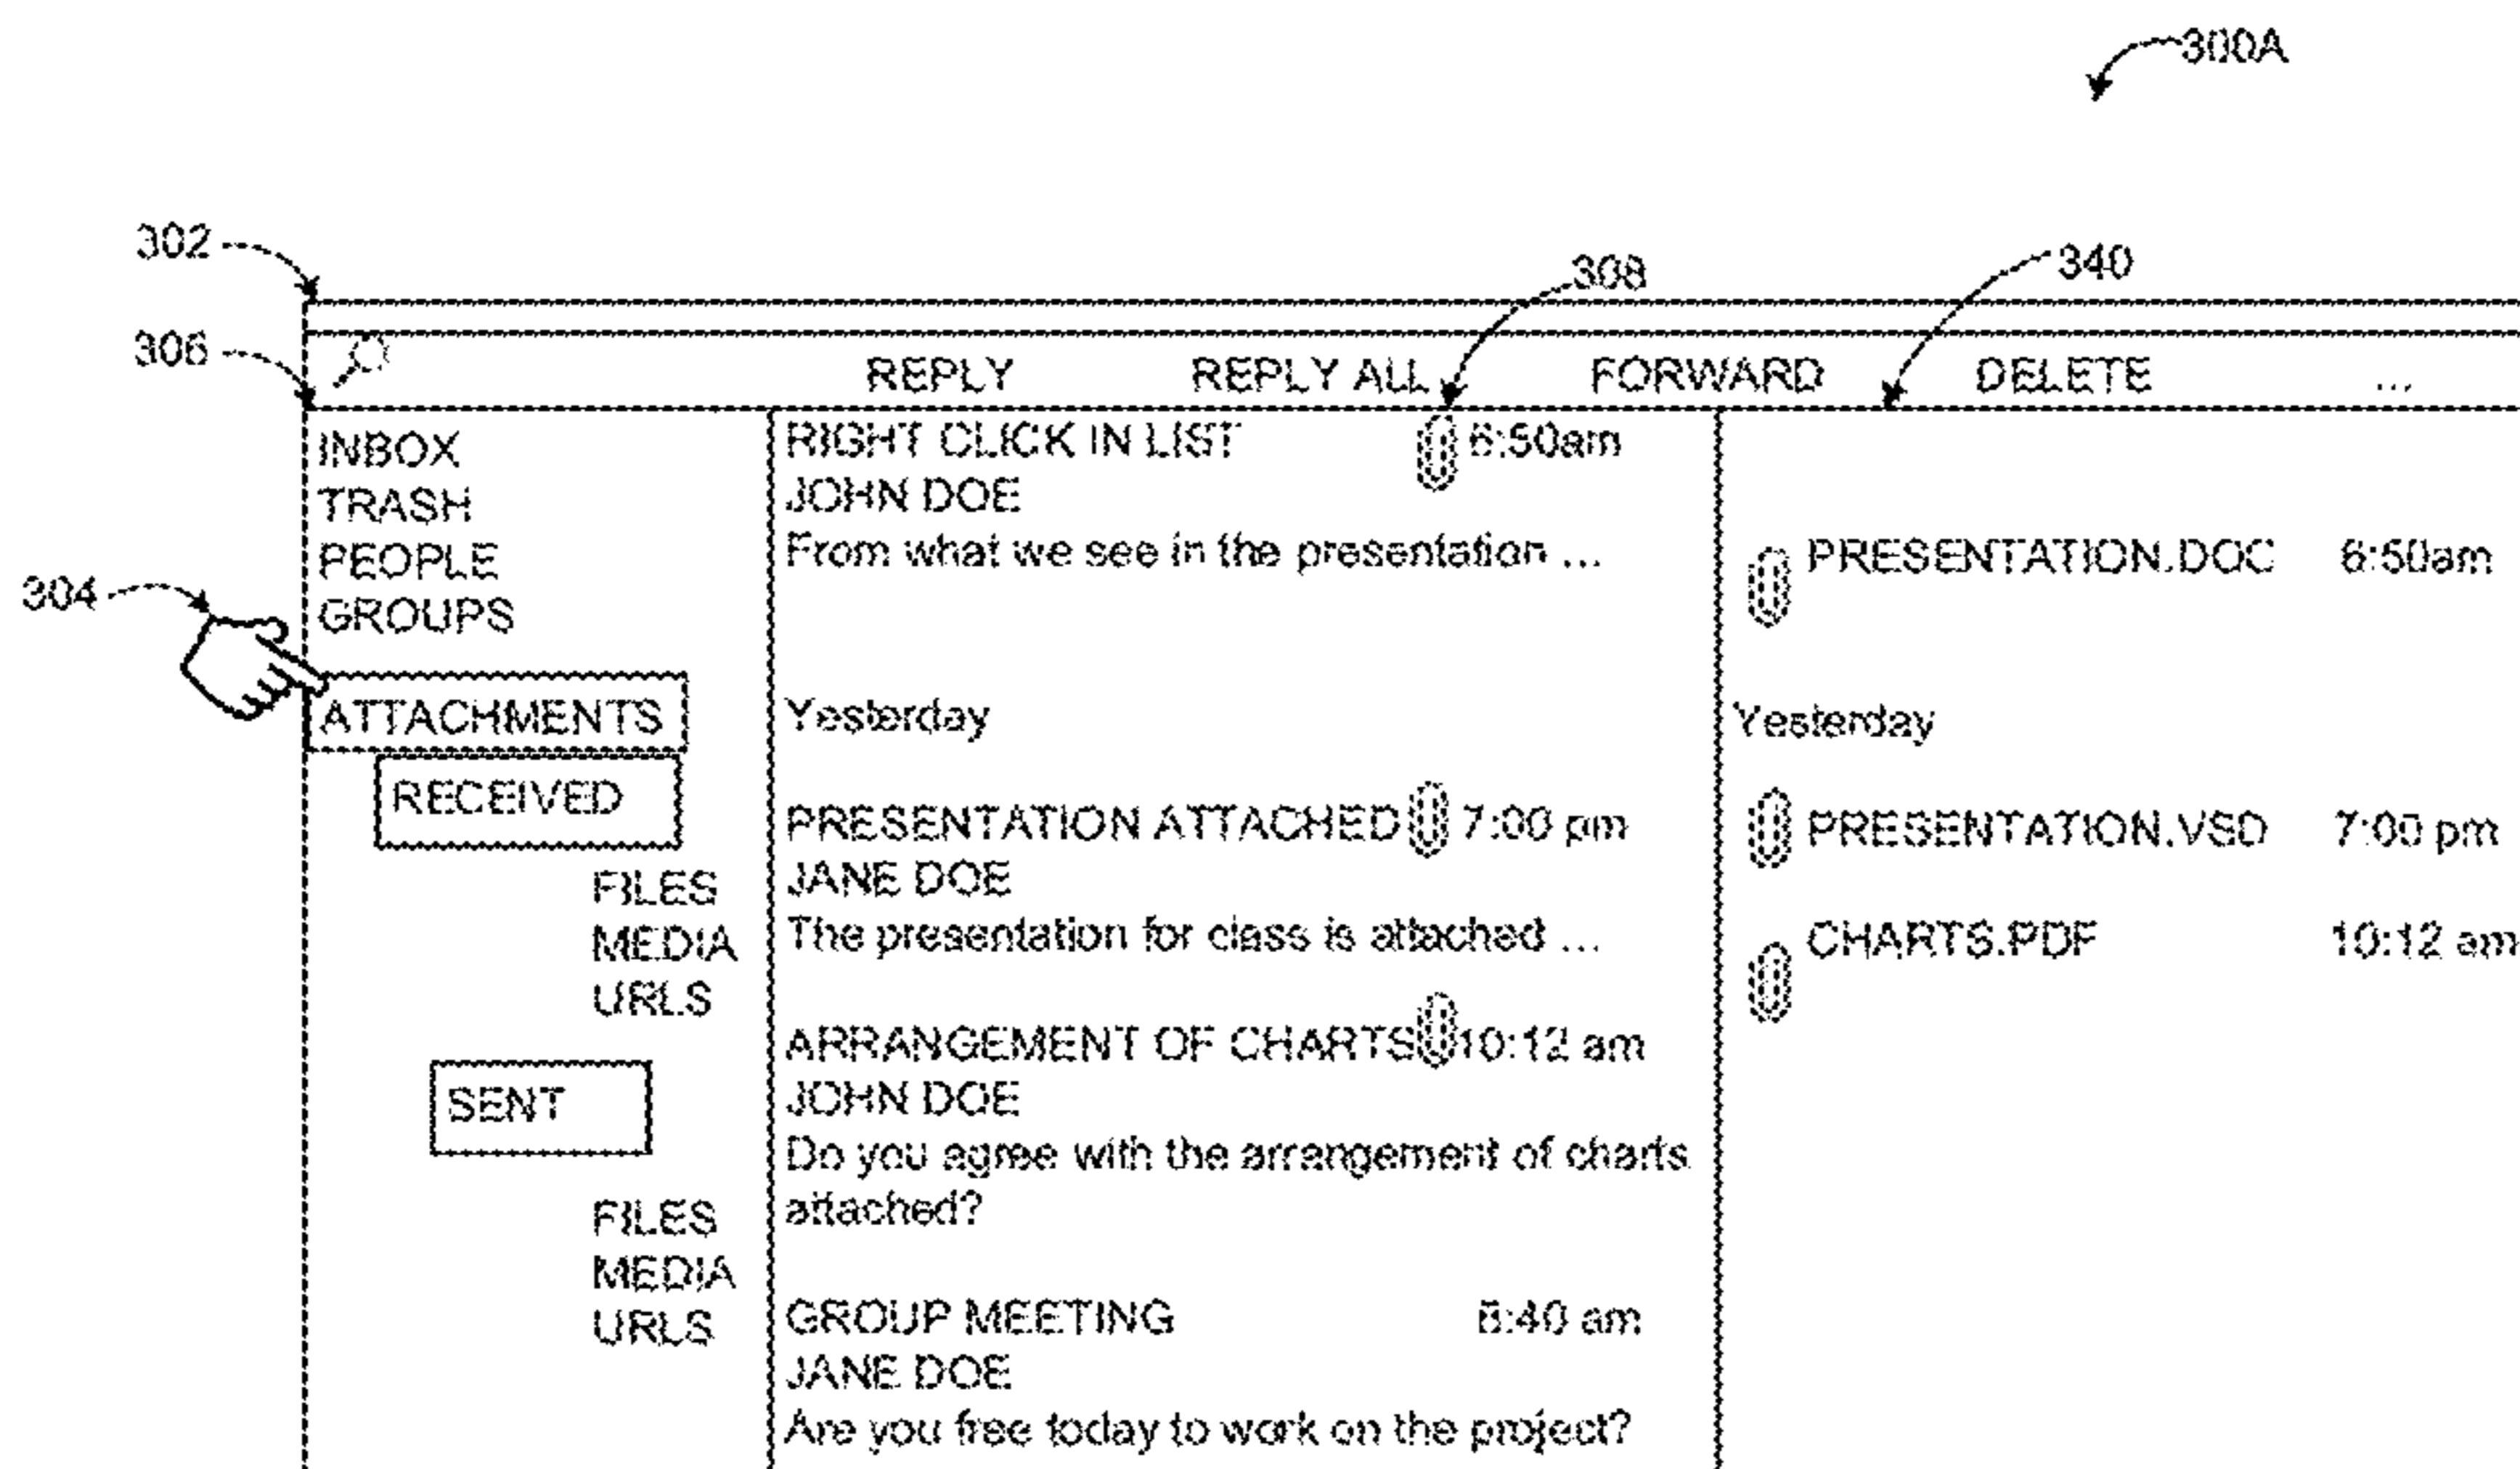 300A
302
308
340
306
REPLY REPLY ALL FORWARD DELETE ...
INBOX
TRASH
PEOPLE
GROUPS
304
ATTACHMENTS
RECEIVED
FILES
MEDIA
URLS
SENT
FILES
MEDIA
URLS
RIGHT CLICK IN LIST 6:50am
JOHN DOE
From what we see in the presentation ...
Yesterday
PRESENTATION ATTACHED 7:00 pm
JANE DOE
The presentation for class is attached ...
ARRANGEMENT OF CHARTS 10:12 am
JOHN DOE
Do you agree with the arrangement of charts
attached?
GROUP MEETING 8:40 am
JANE DOE
Are you free today to work on the project?
PRESENTATION.DOC 6:50am
Yesterday
PRESENTATION.VSD 7:00 pm
CHARTS.PDF 10:12 am